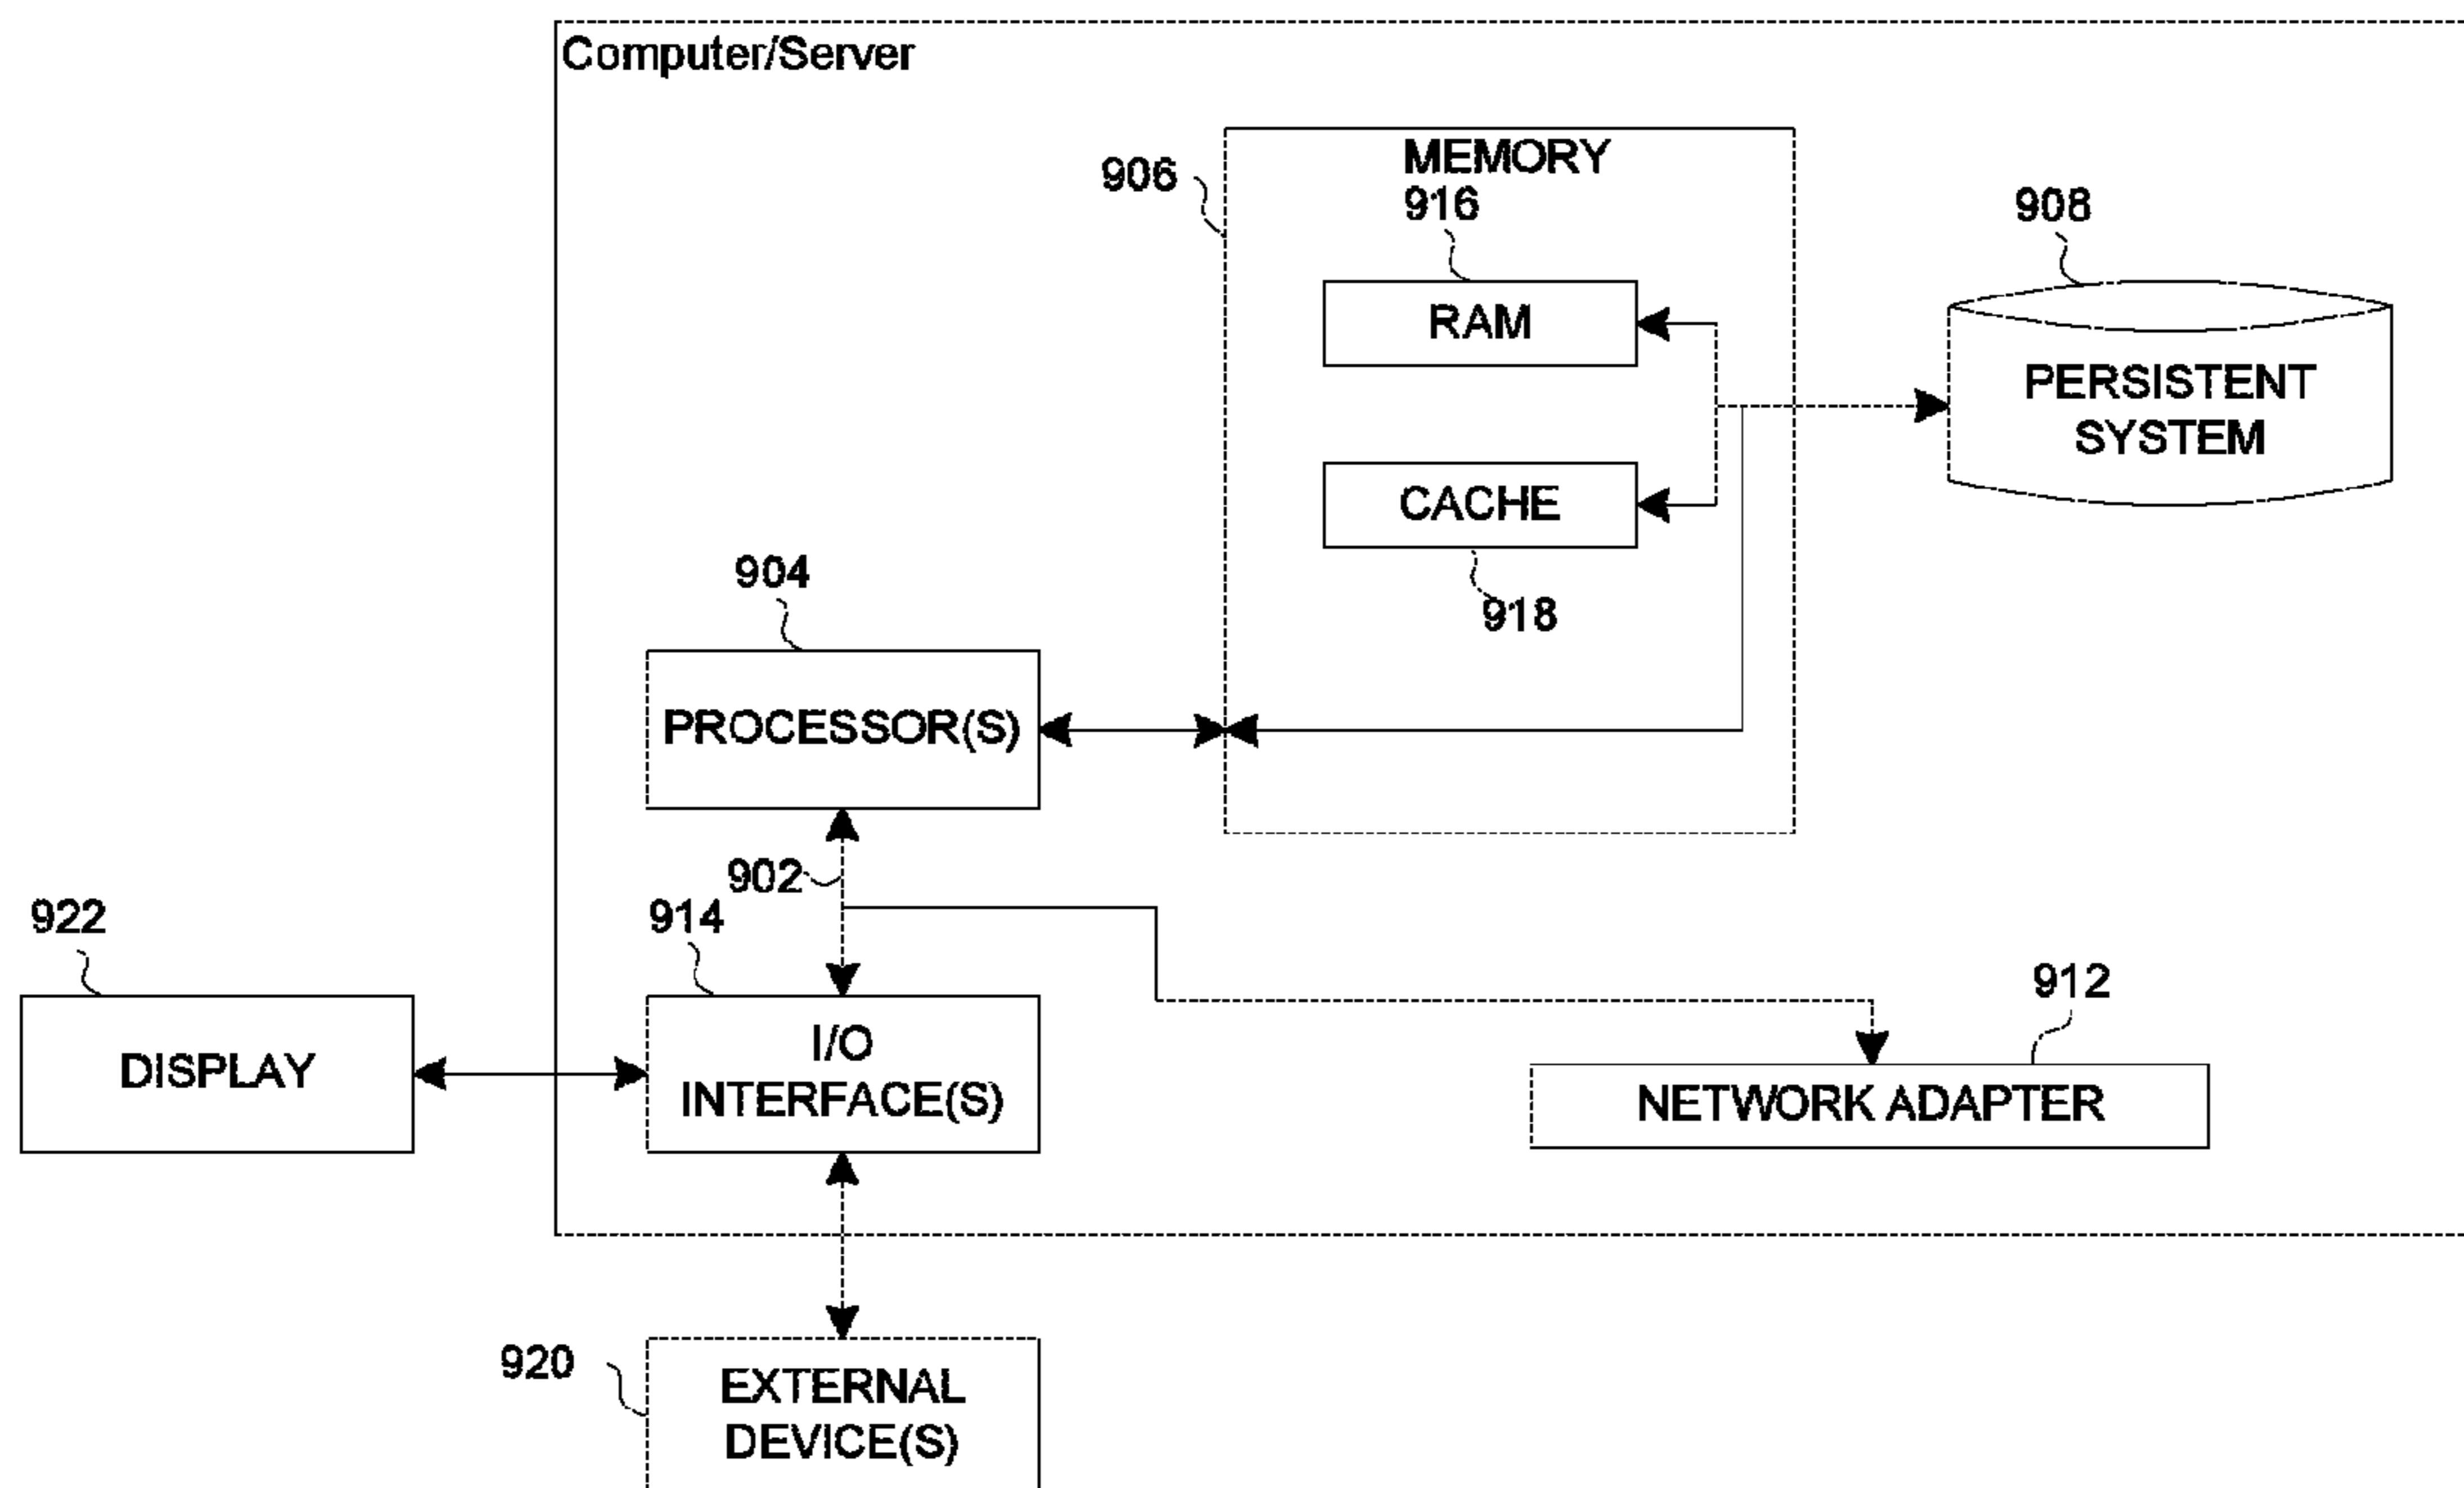 Computer/Server
906
MEMORY
916
908
RAM
PERSISTENT
SYSTEM
CACHE
918
904
PROCESSOR(S)
902
922
914
912
DISPLAY
I/O
INTERFACE(S)
NETWORK ADAPTER
920
EXTERNAL
DEVICE(S)